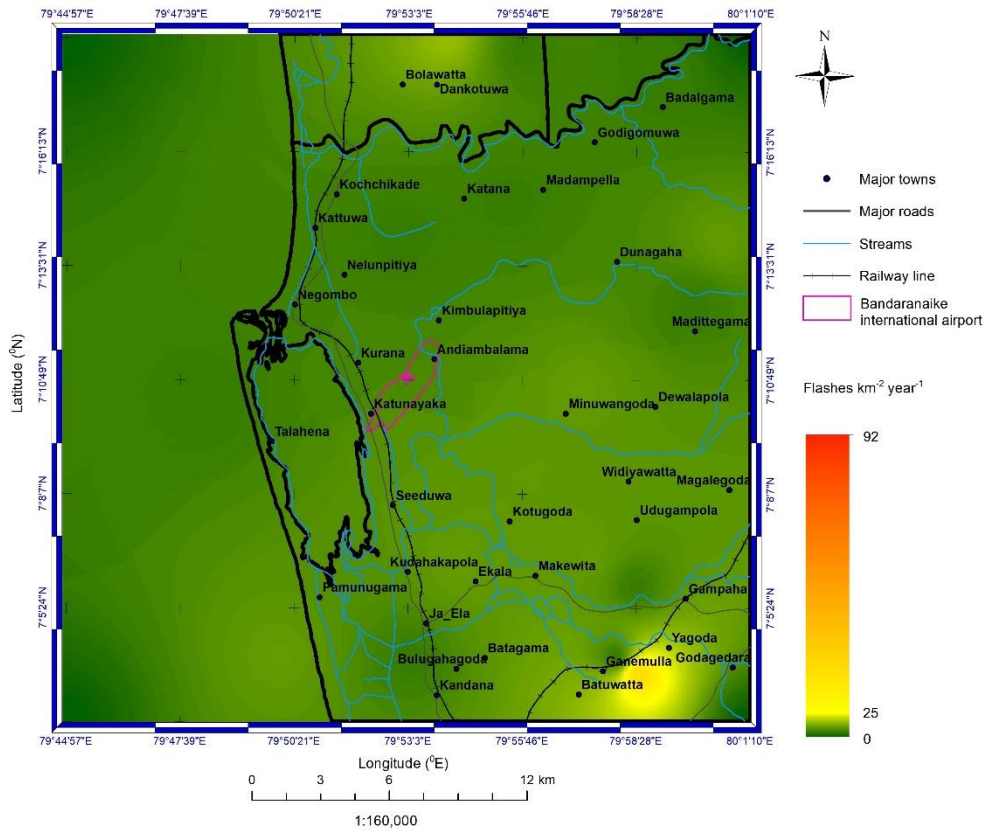 79°44'57"E 79°47'39"E 79°50'21"E 79°53'3"E 79°55'46"E 79°58'28"E 80°1'10"E
N
Bolawatta
Dankotuwa
Badalgama
Godigomuwa
7°16'13"N 7°16'13"N
Kochchikade
Katana
Madampella
Kattuwa
Nelunpitiya
Dunagaha
7°13'31"N 7°13'31"N
Negombo
Kimbulapitiya
Madittegama
Kurana
Andiambalama
7°10'49"N 7°10'49"N
Katunayaka
Minuwangoda
Dewalapola
Talahena
Widiyawatta
Magalegoda
7°8'7"N 7°8'7"N
Seeduwa
Kotugoda
Udugampola
Kudahakapola
Ekala
Makewita
Pamunugama
Gampaha
7°5'24"N 7°5'24"N
Ja_Ela
Yagoda
Batagama
Bulugahagoda
Ganemulla
Godagedara
Kandana
Batuwatta
79°44'57"E 79°47'39"E 79°50'21"E 79°53'3"E 79°55'46"E 79°58'28"E 80°1'10"E
Latitude (⁰N)
Longitude (⁰E)
0 3 6 12 km
1:160,000
Major towns
Major roads
Streams
Railway line
Bandaranaike
international airport
Flashes km⁻² year⁻¹
92
25
0